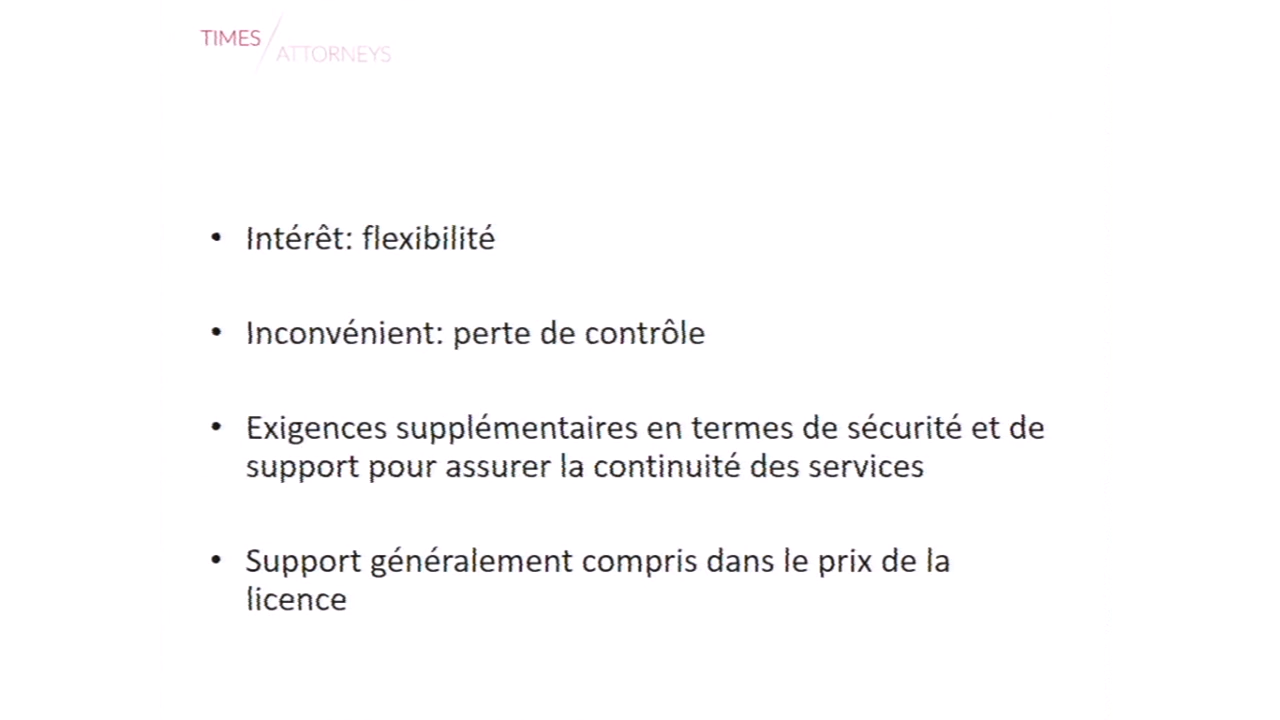 TIMES
ATTORNEYS
• Intérêt: flexibilité
• Inconvénient: perte de contrôle
• Exigences supplémentaires en termes de sécurité et de
support pour assurer la continuité des services
• Support généralement compris dans le prix de la
licence